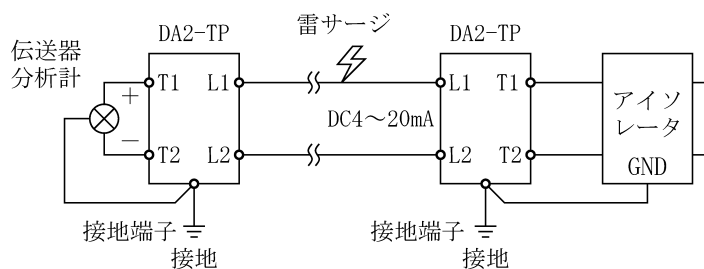 DA2-TP
雷サージ
DA2-TP
伝送器
分析計
T1
L1
L1
T1
+
DC4～20mA
アイソ
レータ
−
T2
L2
L2
T2
GND
接地端子
接地端子
接地
接地